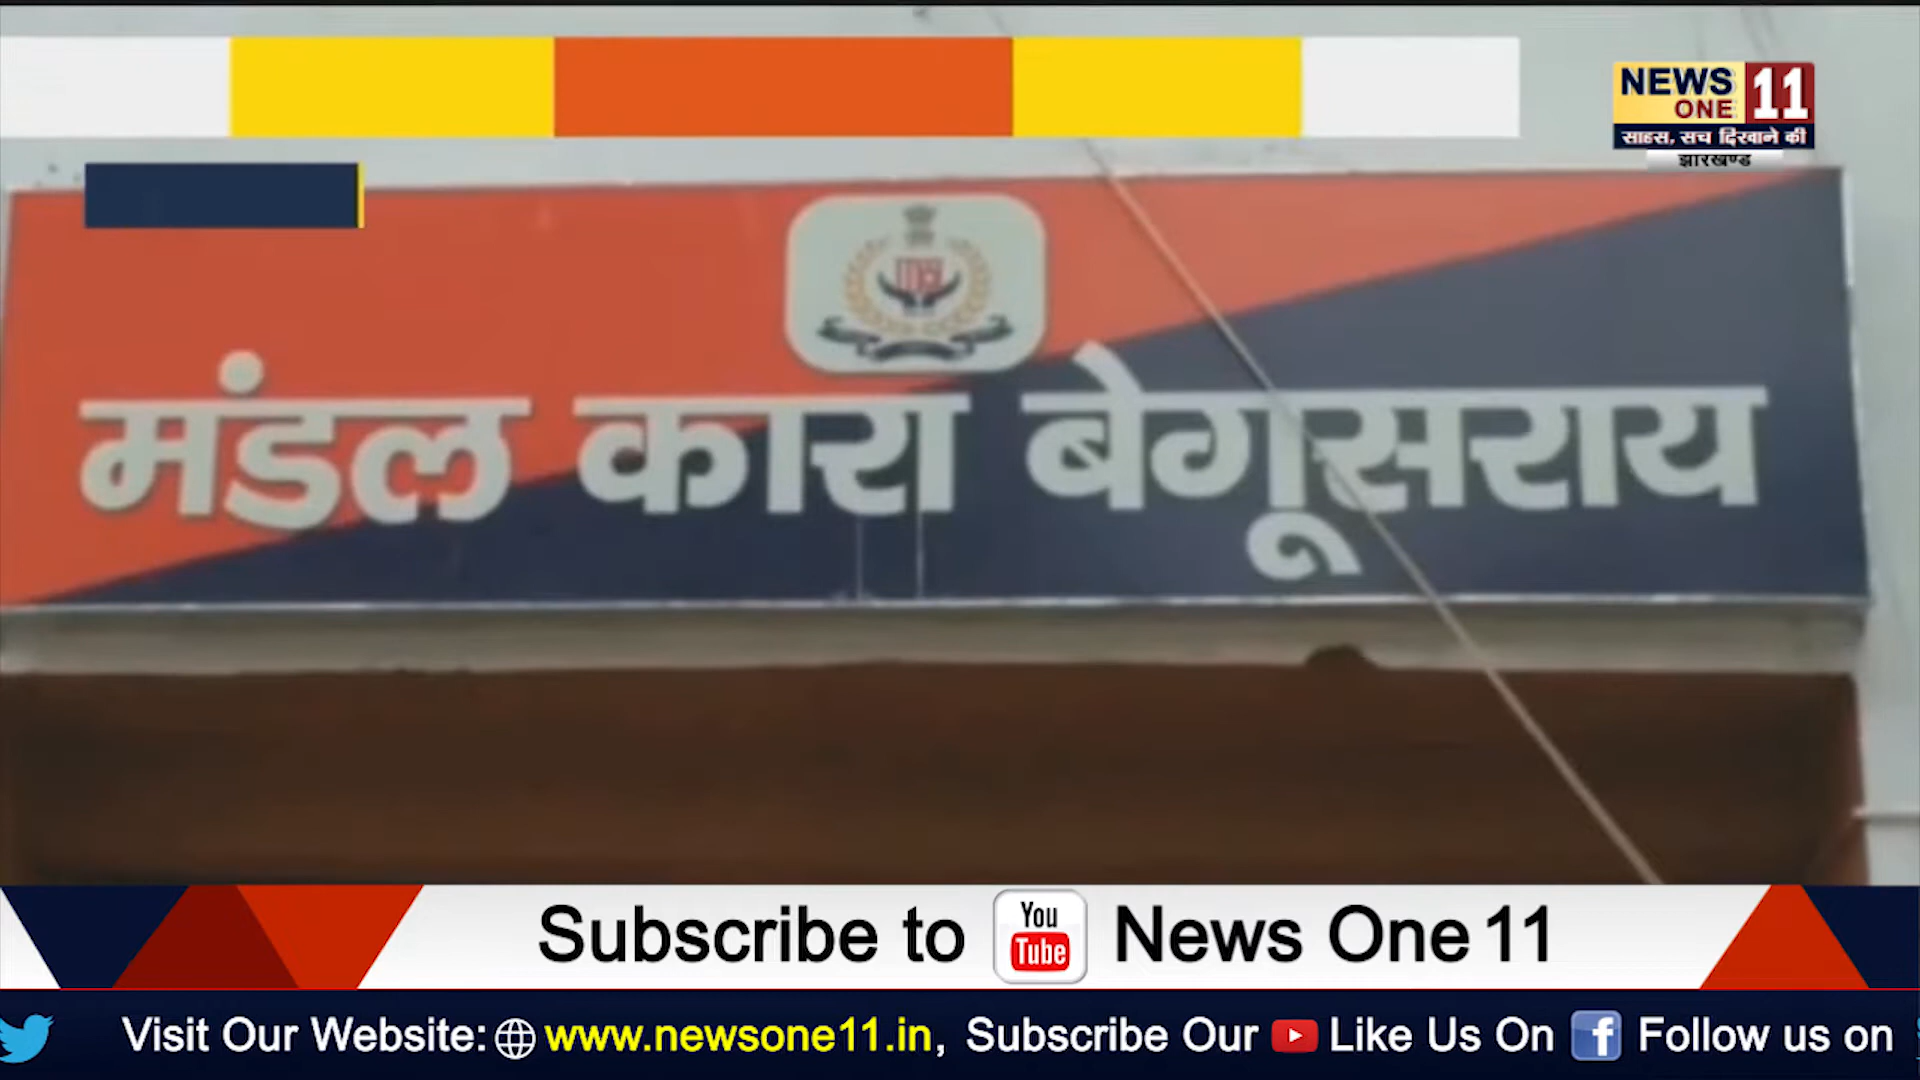 NEWS
ONE 11
साहस, सच दिखाने की
झारखण्ड
मंडल कारा बेगूसराय
Subscribe to You Tube News One 11
Visit Our Website: www.newsone11.in, Subscribe Our Like Us On Follow us on